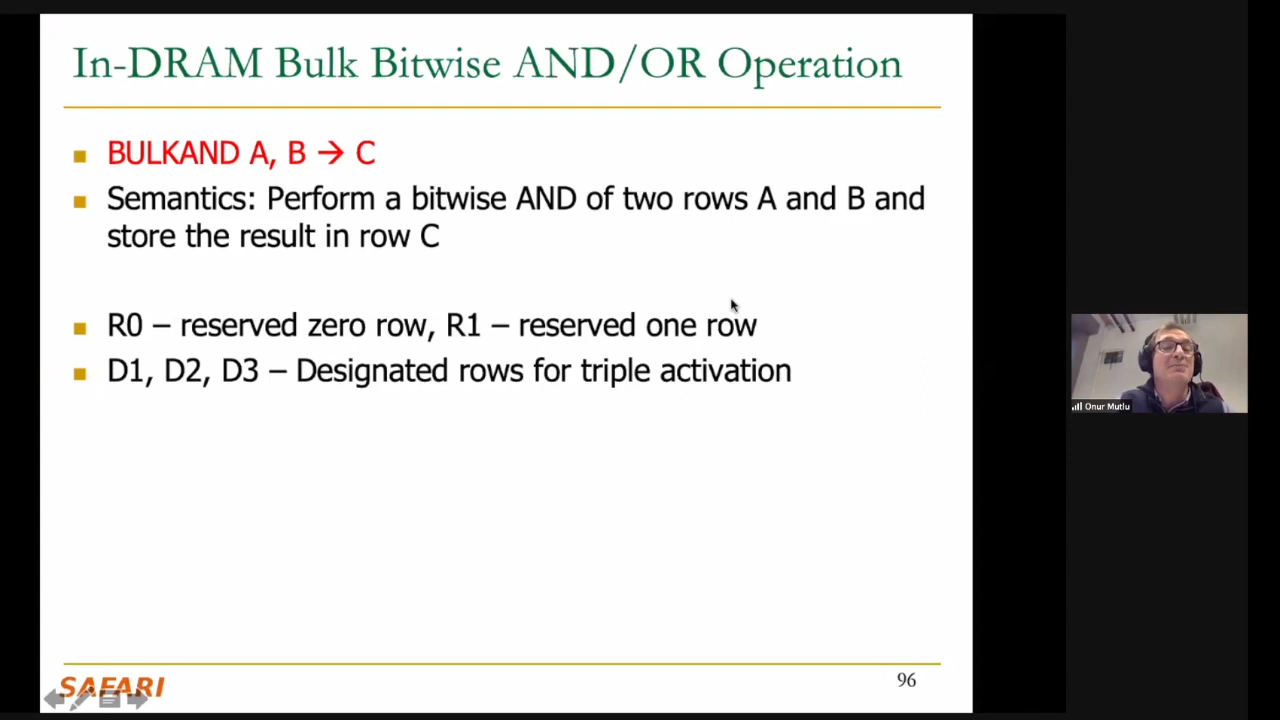 In-DRAM Bulk Bitwise AND/OR Operation
BULKAND A, B → C
Semantics: Perform a bitwise AND of two rows A and B and
store the result in row C
R0 – reserved zero row, R1 – reserved one row
D1, D2, D3 – Designated rows for triple activation
Onur Mutlu
SAFARI
96